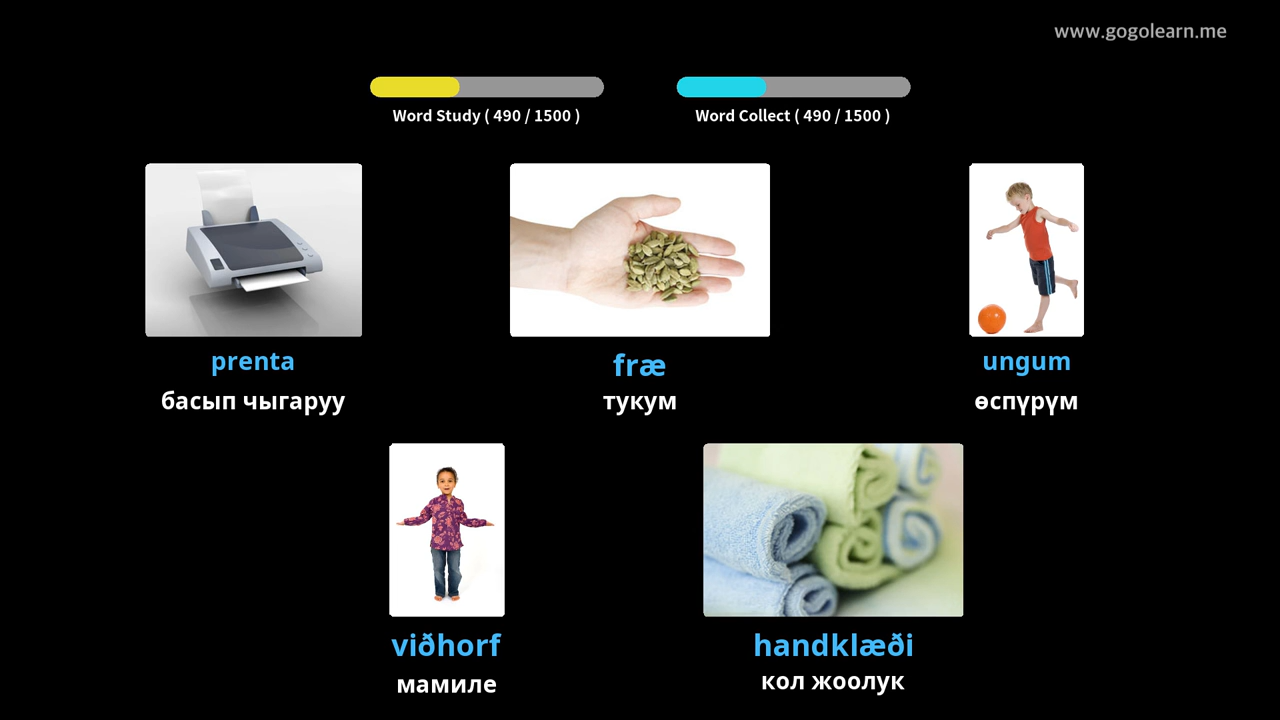 www.gogolearn.me
Word Study ( 490 / 1500 )
Word Collect ( 490 / 1500 )
prenta
басып чыгаруу
fræ
тукум
ungum
өспүрүм
viðhorf
мамиле
handklæði
кол жоолук